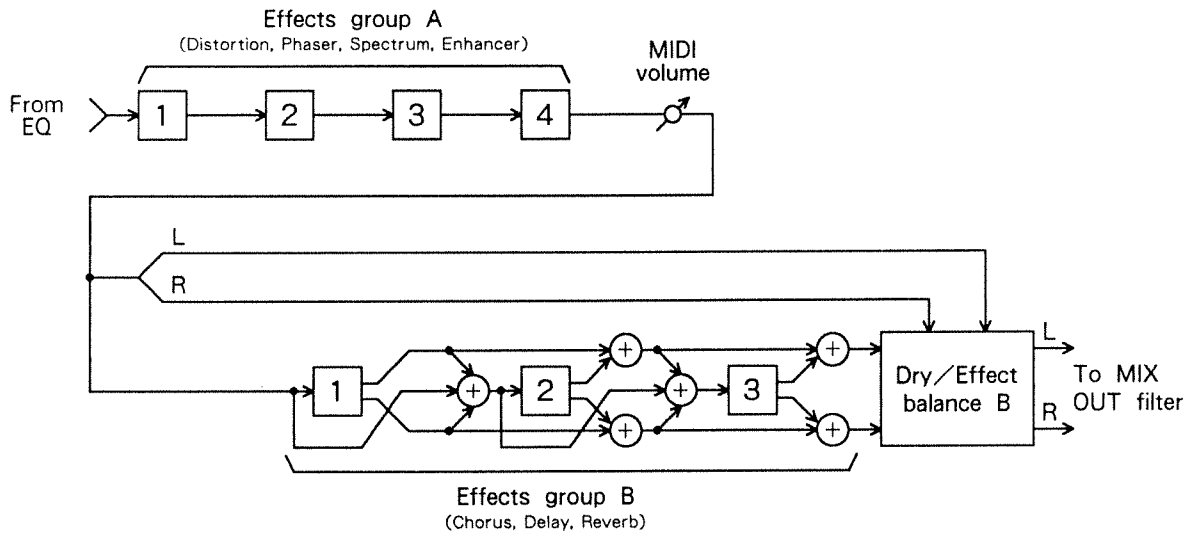 Effects group A
(Distortion, Phaser, Spectrum, Enhancer)
MIDI
volume
From
EQ
1
2
3
4
L
R
1
2
3
+
+
+
+
+
+
Dry/Effect
balance B
L
R
To MIX
OUT filter
Effects group B
(Chorus, Delay, Reverb)